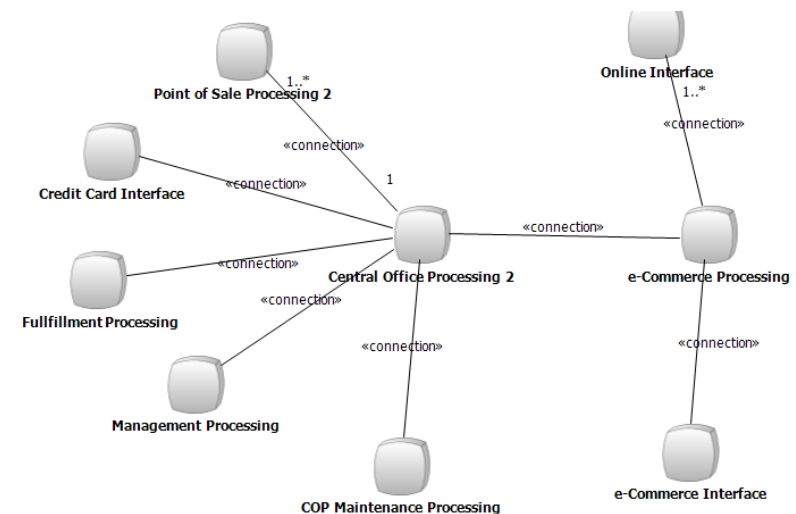 Online Interface
1..*
Point of Sale Processing 2
1..*
«connection»
«connection»
Credit Card Interface
«connection»
1
«connection»
Central Office Processing 2
e-Commerce Processing
«connection»
Fullfillment Processing
«connection»
«connection»
«connection»
Management Processing
COP Maintenance Processing
e-Commerce Interface